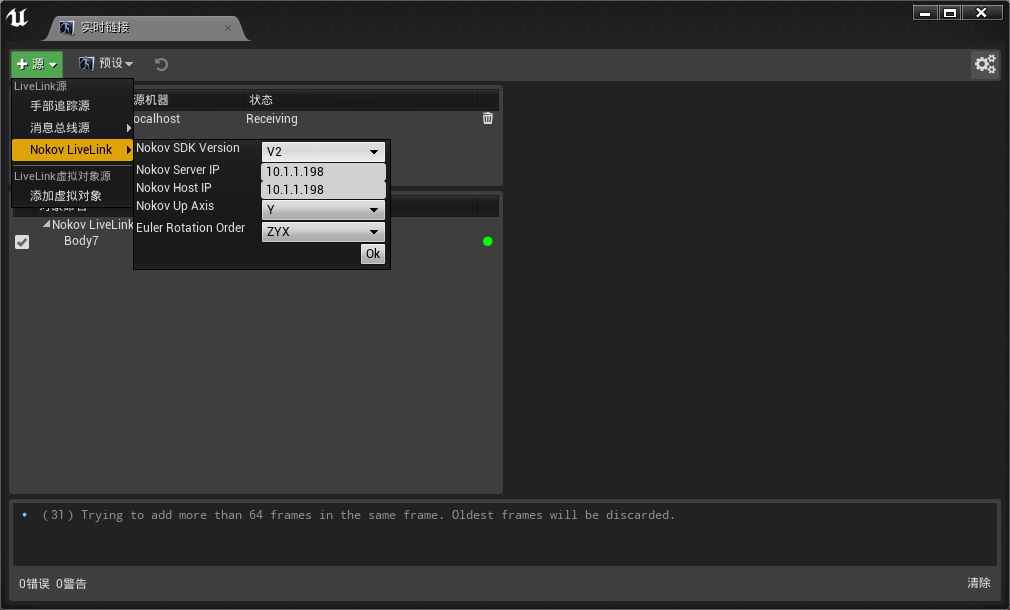 实时链接
源
预设
LiveLink源
手部追踪源
消息总线源
Nokov LiveLink
LiveLink虚拟对象源
添加虚拟对象
源机器 状态
ocalhost Receiving
Nokov SDK Version V2
Nokov Server IP 10.1.1.198
Nokov Host IP 10.1.1.198
Nokov Up Axis Y
Euler Rotation Order ZYX
Ok
Nokov LiveLink
Body7
(31) Trying to add more than 64 frames in the same frame. Oldest frames will be discarded.
0错误 0警告
清除